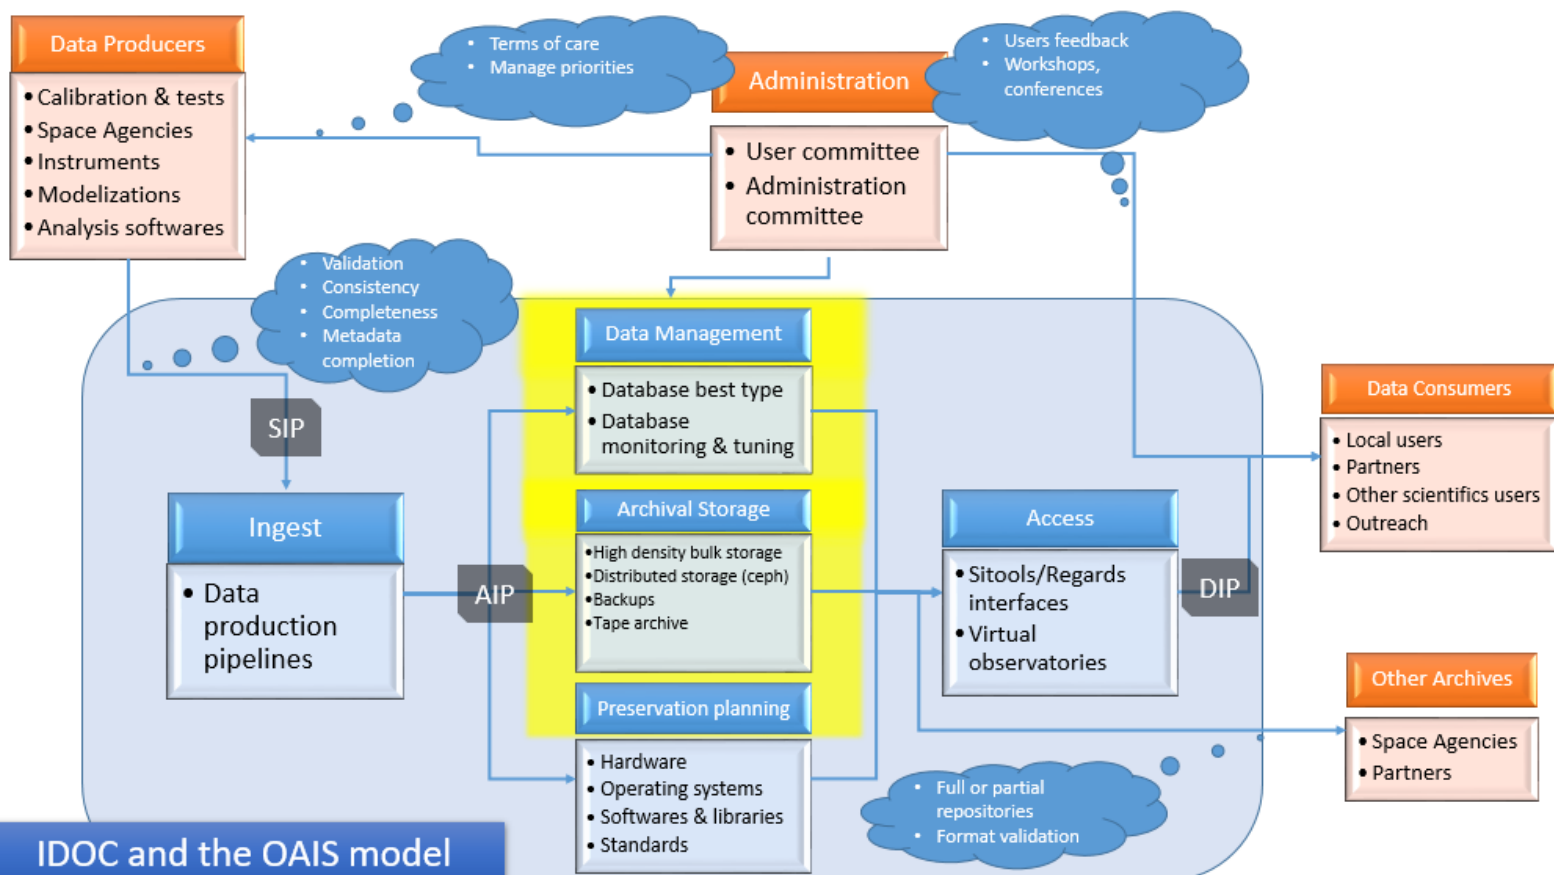 Data Producers
• Calibration & tests
• Space Agencies
• Instruments
• Modelizations
• Analysis softwares
• Terms of care
• Manage priorities
Administration
• User committee
• Administration
committee
• Users feedback
• Workshops,
conferences
• Validation
• Consistency
• Completeness
• Metadata
completion
SIP
Ingest
• Data
production
pipelines
AIP
Data Management
• Database best type
• Database
monitoring & tuning
Archival Storage
• High density bulk storage
• Distributed storage (ceph)
• Backups
• Tape archive
Preservation planning
• Hardware
• Operating systems
• Softwares & libraries
• Standards
Access
• Sitools/Regards
interfaces
• Virtual
observatories
DIP
Data Consumers
• Local users
• Partners
• Other scientifics users
• Outreach
Other Archives
• Space Agencies
• Partners
• Full or partial
repositories
• Format validation
IDOC and the OAIS model